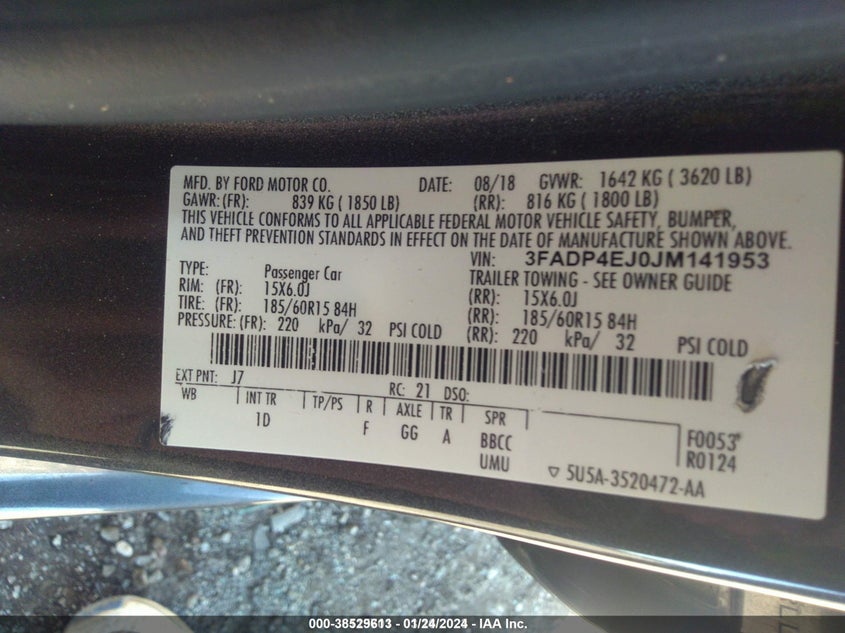 MFD. BY FORD MOTOR CO. DATE: 08/18 GVWR: 1642 KG ( 3620 LB)
GAWR: (FR): 839 KG ( 1850 LB) (RR): 816 KG ( 1800 LB)
THIS VEHICLE CONFORMS TO ALL APPLICABLE FEDERAL MOTOR VEHICLE SAFETY, BUMPER,
AND THEFT PREVENTION STANDARDS IN EFFECT ON THE DATE OF MANUFACTURE SHOWN ABOVE.
VIN: 3FADP4EJ0JM141953
TYPE: Passenger Car TRAILER TOWING - SEE OWNER GUIDE
RIM: (FR): 15X6.0J (RR): 15X6.0J
TIRE: (FR): 185/60R15 84H (RR): 185/60R15 84H
PRESSURE: (FR): 220 kPa/ 32 PSI COLD (RR): 220 kPa/ 32 PSI COLD
EXT PNT: J7 RC: 21 DSO:
WB INT TR TP/PS R AXLE TR SPR
1D F GG A BBCC
UMU
F0053
R0124
5U5A-3520472-AA
000-38529613 - 01/24/2024 - IAA Inc.